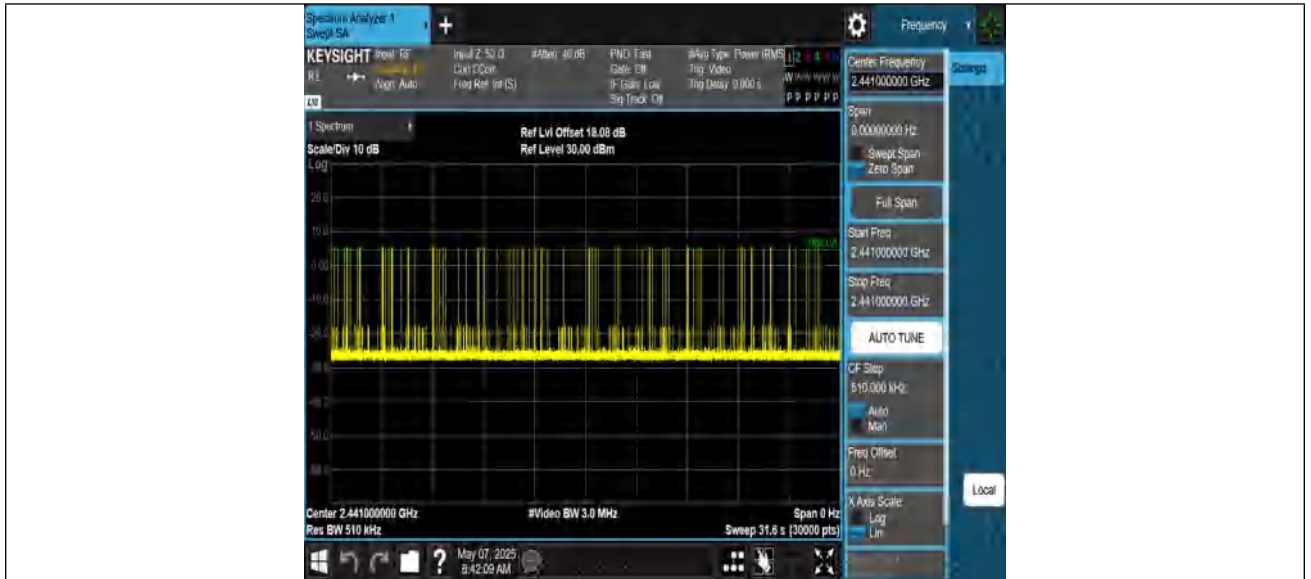 Spectrum Analyzer 1
Swept SA
+
Frequency
KEYSIGHT Input: RF
RL
Align: Auto
Input Z: 50 Ω
Corr CCorr
Freq Ref: Int (S)
#Atten: 40 dB
PNO: Fast
Gate: Off
IF Gain: Low
Sig Track: Off
#Avg Type: Power (RMS
Trig: Video
Trig Delay: 0.000 s
P P P P P P
1 Spectrum
Scale/Div 10 dB
Log
Ref Lvl Offset 18.08 dB
Ref Level 30.00 dBm
Center 2.441000000 GHz
Res BW 510 kHz
#Video BW 3.0 MHz
Span 0 Hz
Sweep 31.6 s (30000 pts)
Center Frequency
2.441000000 GHz
Settings
Span
0.00000000 Hz
Swept Span
Zero Span
Full Span
Start Freq
2.441000000 GHz
Stop Freq
2.441000000 GHz
AUTO TUNE
CF Step
510.000 kHz
Auto
Man
Freq Offset
0 Hz
X Axis Scale
Log
Lin
Local
?
May 07, 2025
8:42:09 AM